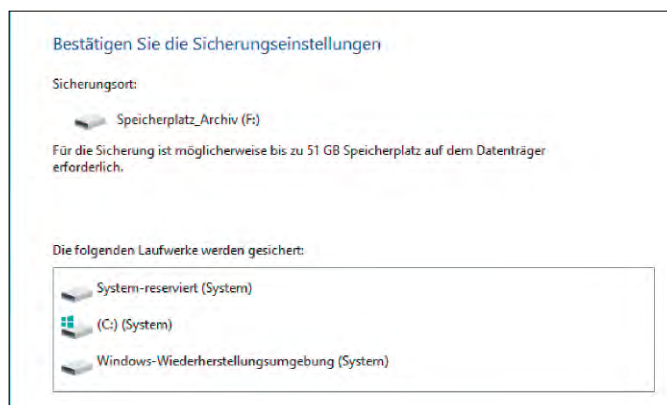 Bestätigen Sie die Sicherungseinstellungen
Sicherungsort:
Speicherplatz_Archiv (F:)
Für die Sicherung ist möglicherweise bis zu 51 GB Speicherplatz auf dem Datenträger
erforderlich.
Die folgenden Laufwerke werden gesichert:
System-reserviert (System)
(C:) (System)
Windows-Wiederherstellungsumgebung (System)